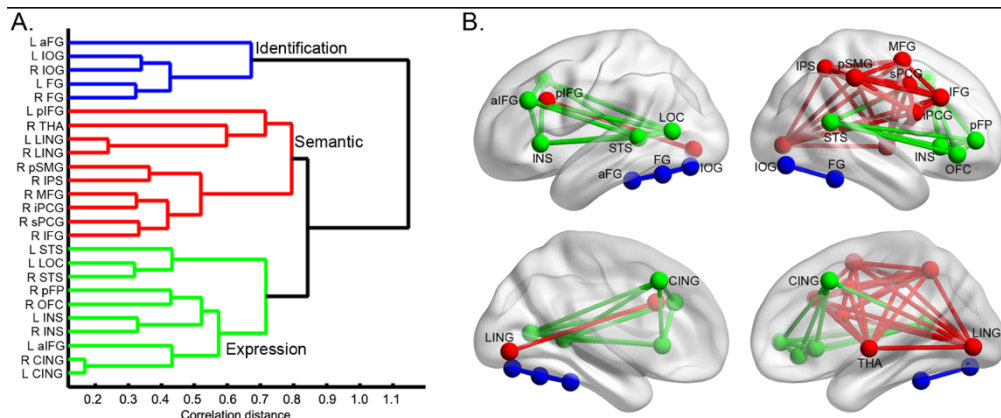 A.
L aFG
L IOG
R IOG
L FG
R FG
L pIFG
R THA
L LING
R LING
R pSMG
R IPS
R MFG
R iPCG
R sPCG
R IFG
L STS
L LOC
R STS
R pFP
R OFC
L INS
R INS
L aIFG
R CING
L CING
Identification
Semantic
Expression
0.2 0.3 0.4 0.5 0.6 0.7 0.8 0.9 1.0 1.1
Correlation distance
B.
aIFG
pIFG
LOC
INS
STS
aFG
FG
IOG
MFG
IPS
pSMG
sPCG
IFG
iPCG
pFP
STS
INS
OFC
IOG
FG
CING
LING
CING
THA
LING